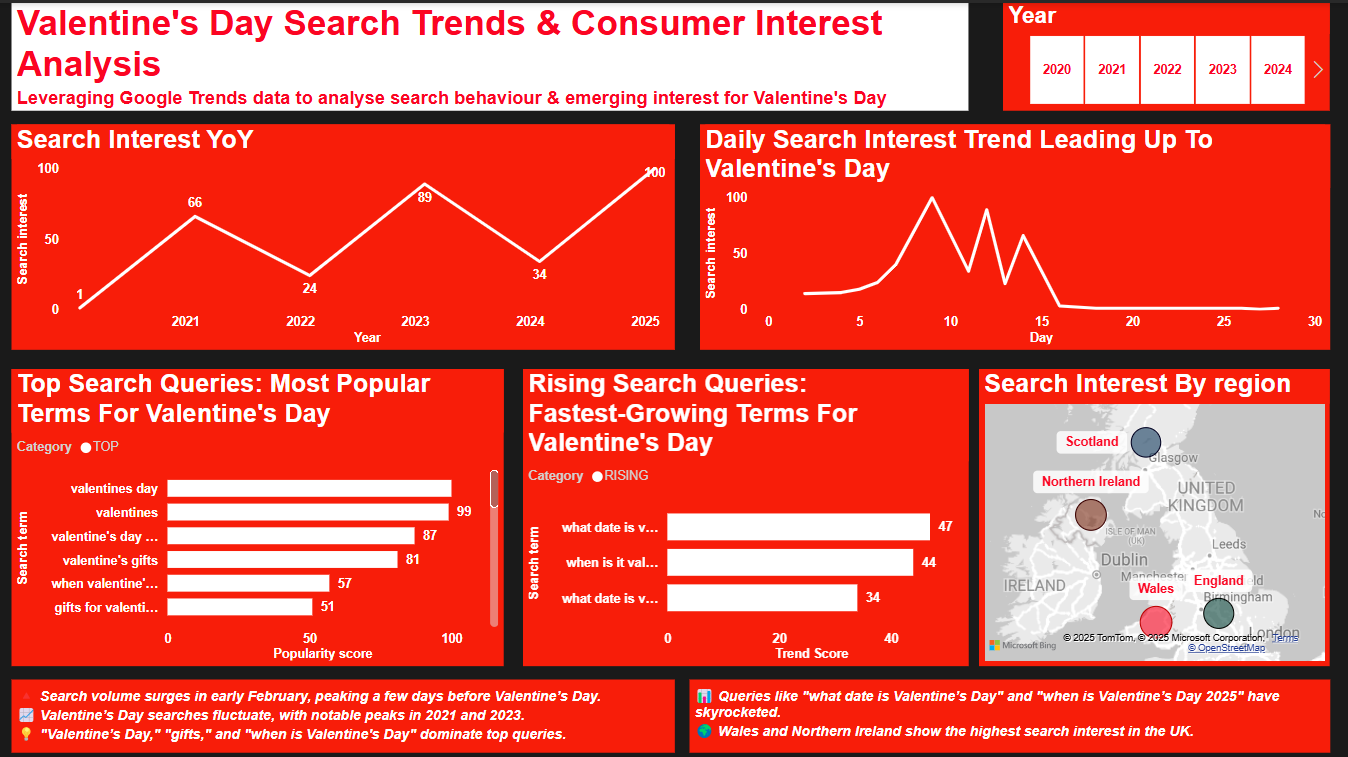 Valentine's Day Search Trends & Consumer Interest
Analysis
Leveraging Google Trends data to analyse search behaviour & emerging interest for Valentine's Day
Year
2020 2021 2022 2023 2024
Search Interest YoY
Search interest
100
50
0
1
66
24
89
34
100
2021 2022 2023 2024 2025
Year
Daily Search Interest Trend Leading Up To
Valentine's Day
Search interest
100
50
0
0 5 10 15 20 25 30
Day
Top Search Queries: Most Popular
Terms For Valentine's Day
Category TOP
Search term
valentines day
valentines 99
valentine's day ... 87
valentine's gifts 81
when valentine'... 57
gifts for valenti... 51
0 50 100
Popularity score
Rising Search Queries:
Fastest-Growing Terms For
Valentine's Day
Category RISING
Search term
what date is v... 47
when is it val... 44
what date is v... 34
0 20 40
Trend Score
Search Interest By region
Scotland
Glasgow
Northern Ireland
UNITED
KINGDOM
No
ISLE OF MAN
(UK)
Leeds
Dublin
Manchester
IRELAND
England
ld
Wales
Birmingham
London
Microsoft Bing
© 2025 TomTom, © 2025 Microsoft Corporation, Terms
© OpenStreetMap
Search volume surges in early February, peaking a few days before Valentine's Day.
Valentine's Day searches fluctuate, with notable peaks in 2021 and 2023.
"Valentine's Day," "gifts," and "when is Valentine's Day" dominate top queries.
Queries like "what date is Valentine's Day" and "when is Valentine's Day 2025" have
skyrocketed.
Wales and Northern Ireland show the highest search interest in the UK.